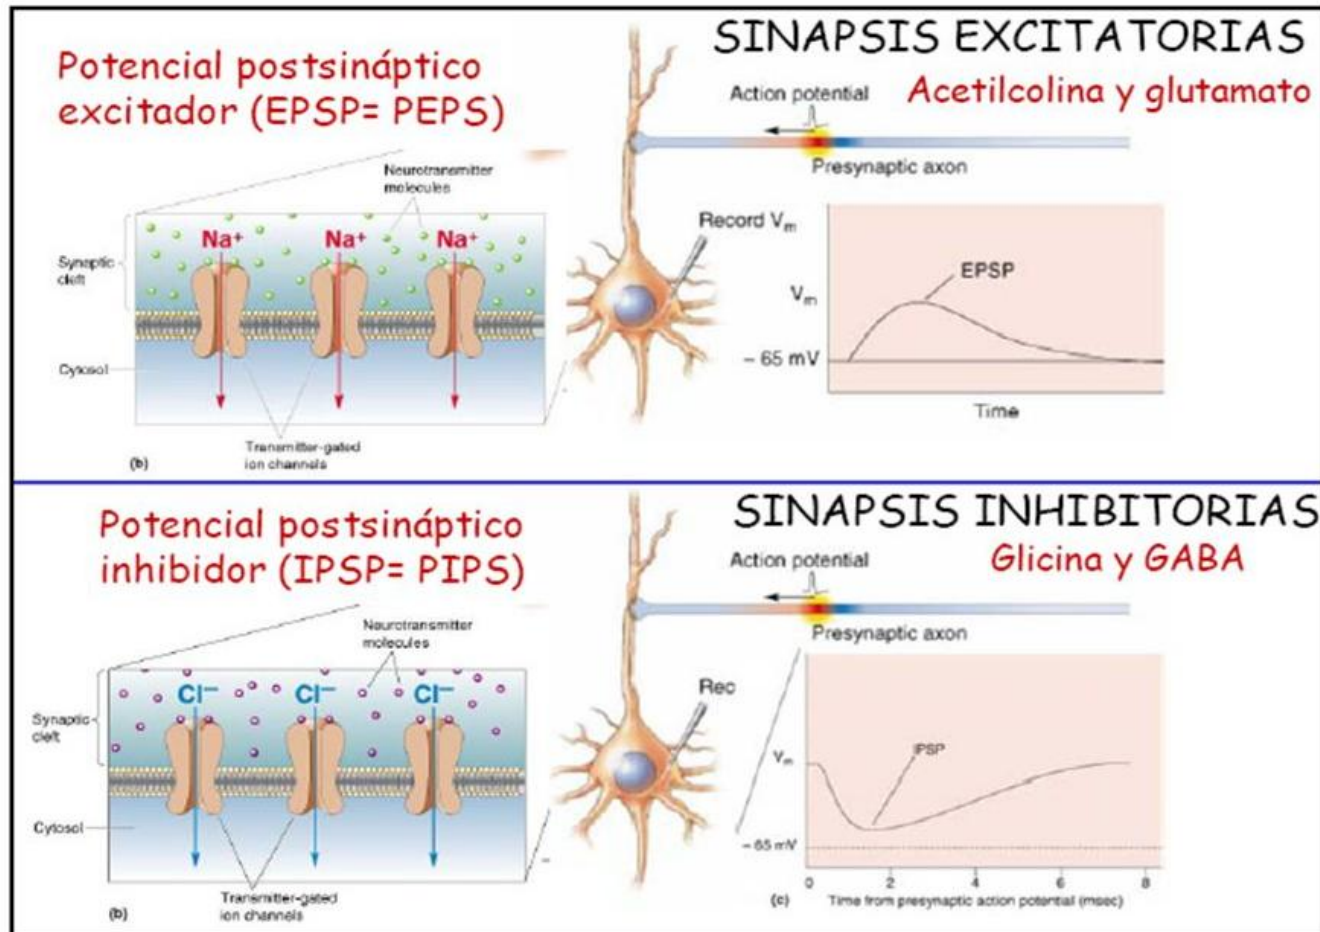 SINAPSIS EXCITATORIAS
Potencial postsináptico
excitador (EPSP= PEPS)
Acetilcolina y glutamato
Action potential
Presynaptic axon
Neurotransmitter
molecules
Na⁺ Na⁺ Na⁺
Synaptic
cleft
Cytosol
Transmitter-gated
ion channels
(b)
Record Vm
EPSP
Vm
– 65 mV
Time
SINAPSIS INHIBITORIAS
Potencial postsináptico
inhibidor (IPSP= PIPS)
Glicina y GABA
Action potential
Presynaptic axon
Neurotransmitter
molecules
Cl⁻ Cl⁻ Cl⁻
Synaptic
cleft
Cytosol
Transmitter-gated
ion channels
(b)
Rec
IPSP
Vm
– 65 mV
0 2 4 6 8
(c) Time from presynaptic action potential (msec)